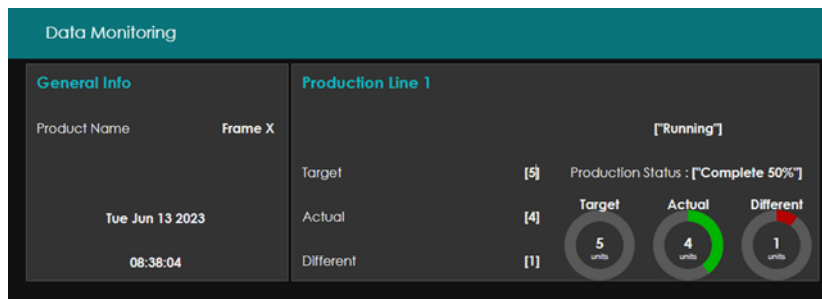 Data Monitoring
General Info
Product Name Frame X
Tue Jun 13 2023
08:38:04
Production Line 1
["Running"]
Target [5]
Production Status : ["Complete 50%"]
Actual [4]
Different [1]
Target Actual Different
5 4 1
units units units